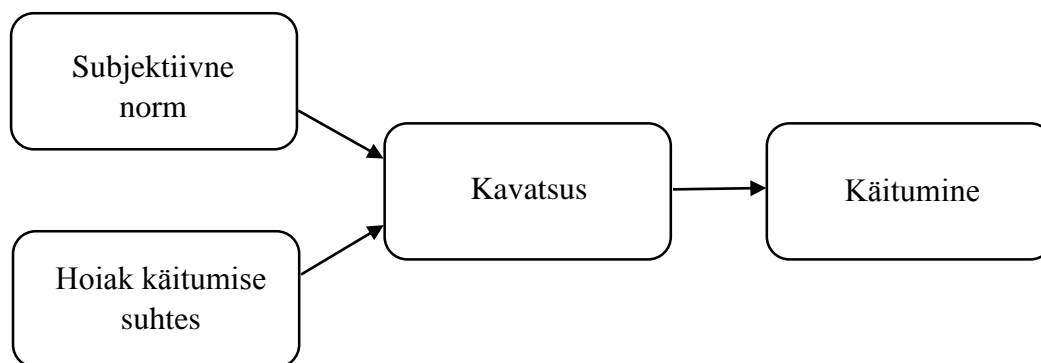 Subjektiivne
norm
Kavatsus
Käitumine
Hoiak käitumise
suhtes